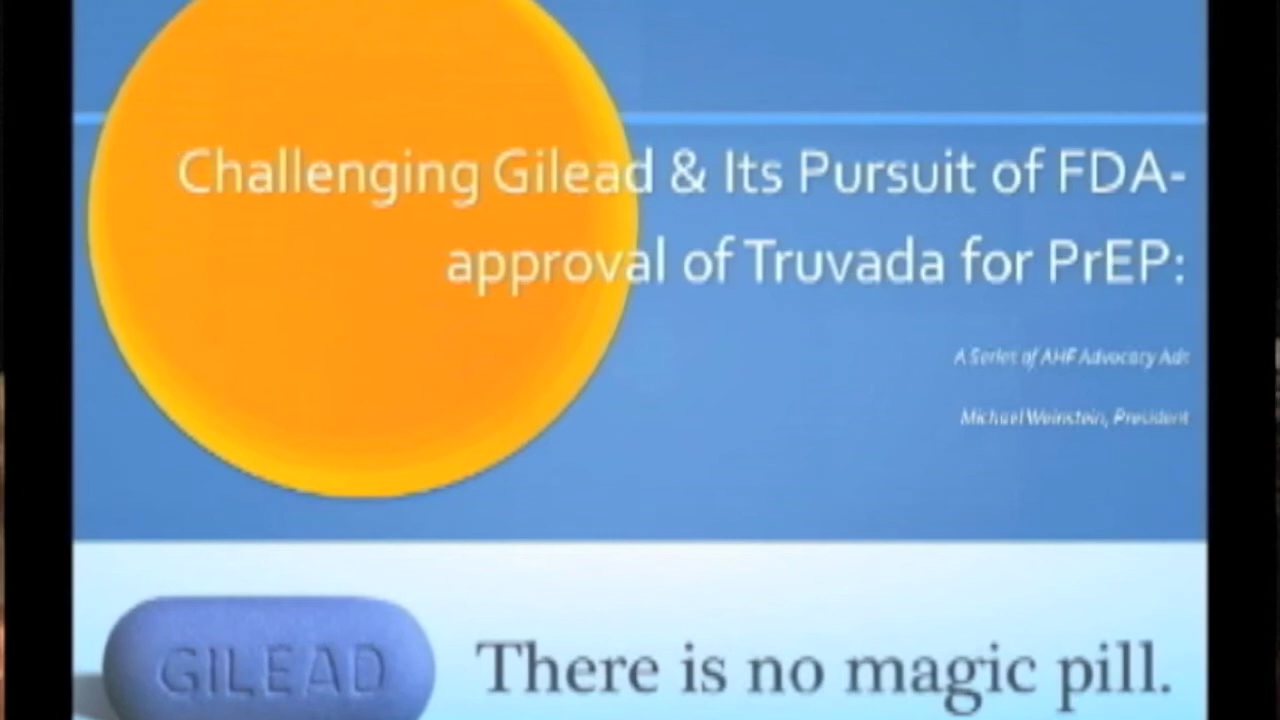 Challenging Gilead & Its Pursuit of FDA-
approval of Truvada for PrEP:
A Series of AHF Advocacy Ads
Michael Weinstein, President
GILEAD
There is no magic pill.